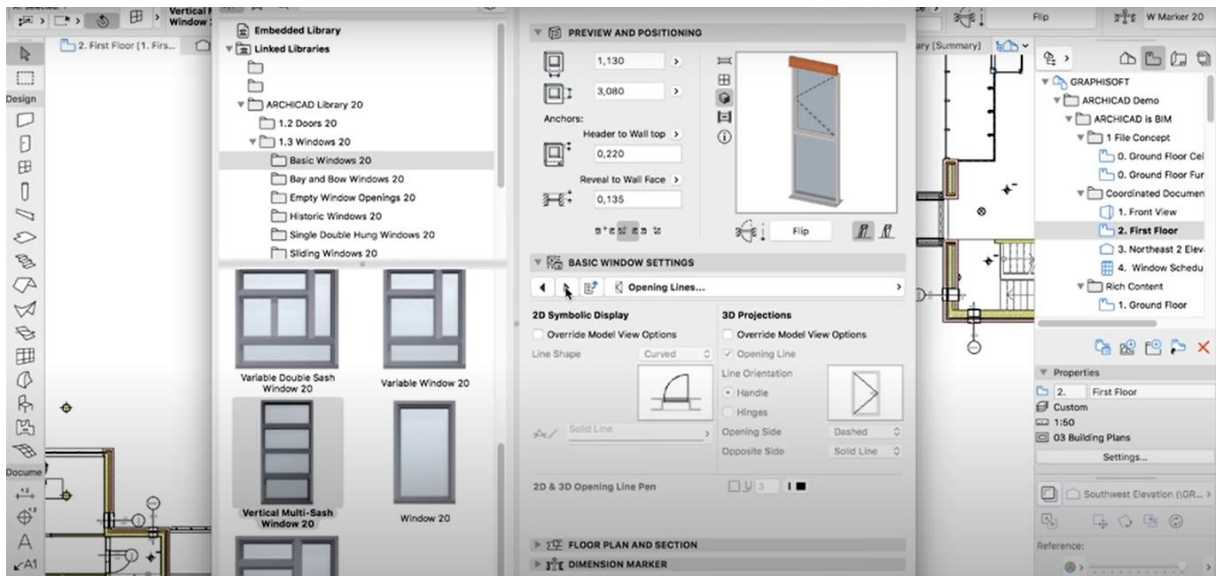 Vertical M
Window 20
2. First Floor [1. Firs...
Design
Docume
A1
Embedded Library
Linked Libraries
ARCHICAD Library 20
1.2 Doors 20
1.3 Windows 20
Basic Windows 20
Bay and Bow Windows 20
Empty Window Openings 20
Historic Windows 20
Single Double Hung Windows 20
Sliding Windows 20
Variable Double Sash
Window 20
Variable Window 20
Vertical Multi-Sash
Window 20
Window 20
PREVIEW AND POSITIONING
1,130
3,080
Anchors:
Header to Wall top
0,220
Reveal to Wall Face
0,135
Flip
BASIC WINDOW SETTINGS
Opening Lines...
2D Symbolic Display
Override Model View Options
Line Shape
Curved
Solid Line
3D Projections
Override Model View Options
Opening Line
Line Orientation
Handle
Hinges
Opening Side
Dashed
Opposite Side
Solid Line
2D & 3D Opening Line Pen
3
FLOOR PLAN AND SECTION
DIMENSION MARKER
Flip
W Marker 20
ary [Summary]
GRAPHISOFT
ARCHICAD Demo
ARCHICAD is BIM
1 File Concept
0. Ground Floor Cei
0. Ground Floor Fur
Coordinated Documen
1. Front View
2. First Floor
3. Northeast 2 Elev
4. Window Schedu
Rich Content
1. Ground Floor
Properties
2. First Floor
Custom
1:50
03 Building Plans
Settings...
Southwest Elevation (\GR...
Reference: